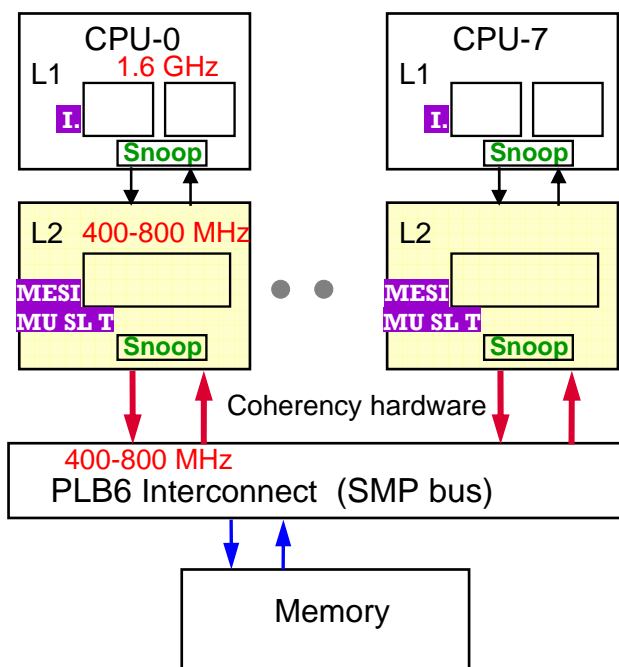 CPU-0
1.6 GHz
L1
I.
Snoop
CPU-7
L1
I.
Snoop
L2
400-800 MHz
MESI
MU SL T
Snoop
L2
MESI
MU SL T
Snoop
Coherency hardware
400-800 MHz
PLB6 Interconnect (SMP bus)
Memory